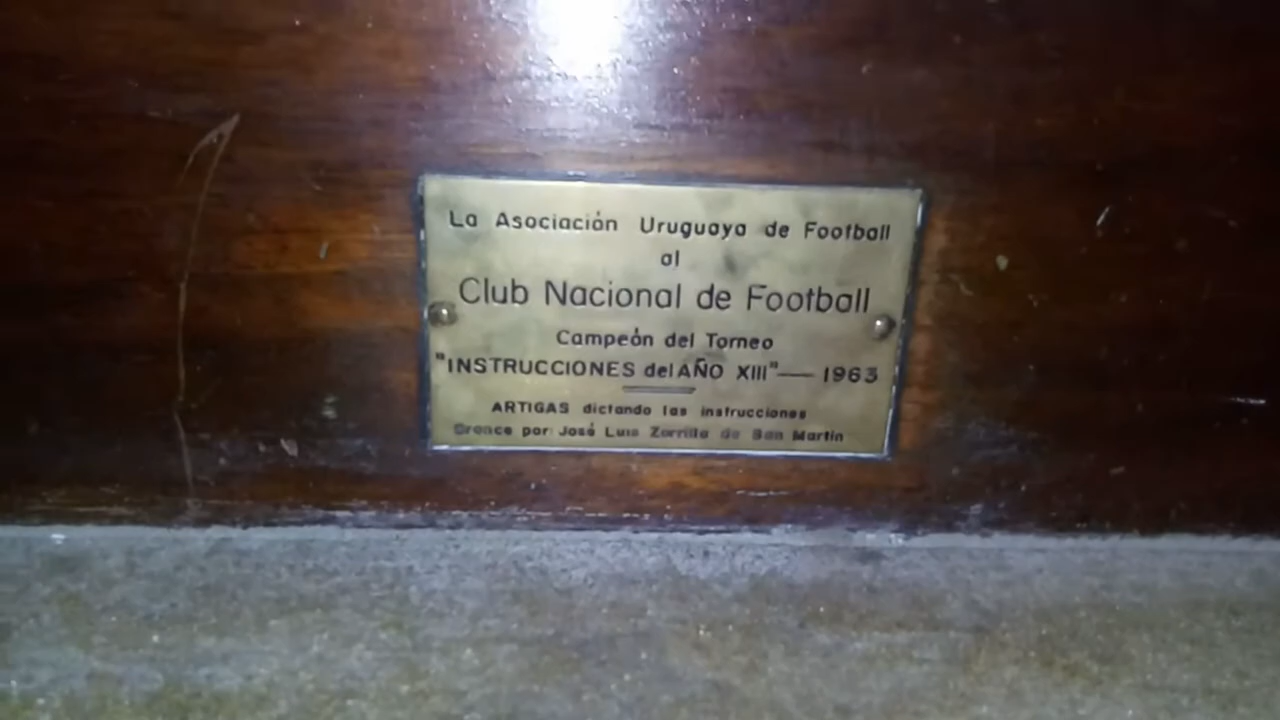 La Asociación Uruguaya de Football
al
Club Nacional de Football
Campeón del Torneo
"INSTRUCCIONES del AÑO XIII" — 1963
ARTIGAS dictando las instrucciones
Bronce por: José Luis Zorrilla de San Martín